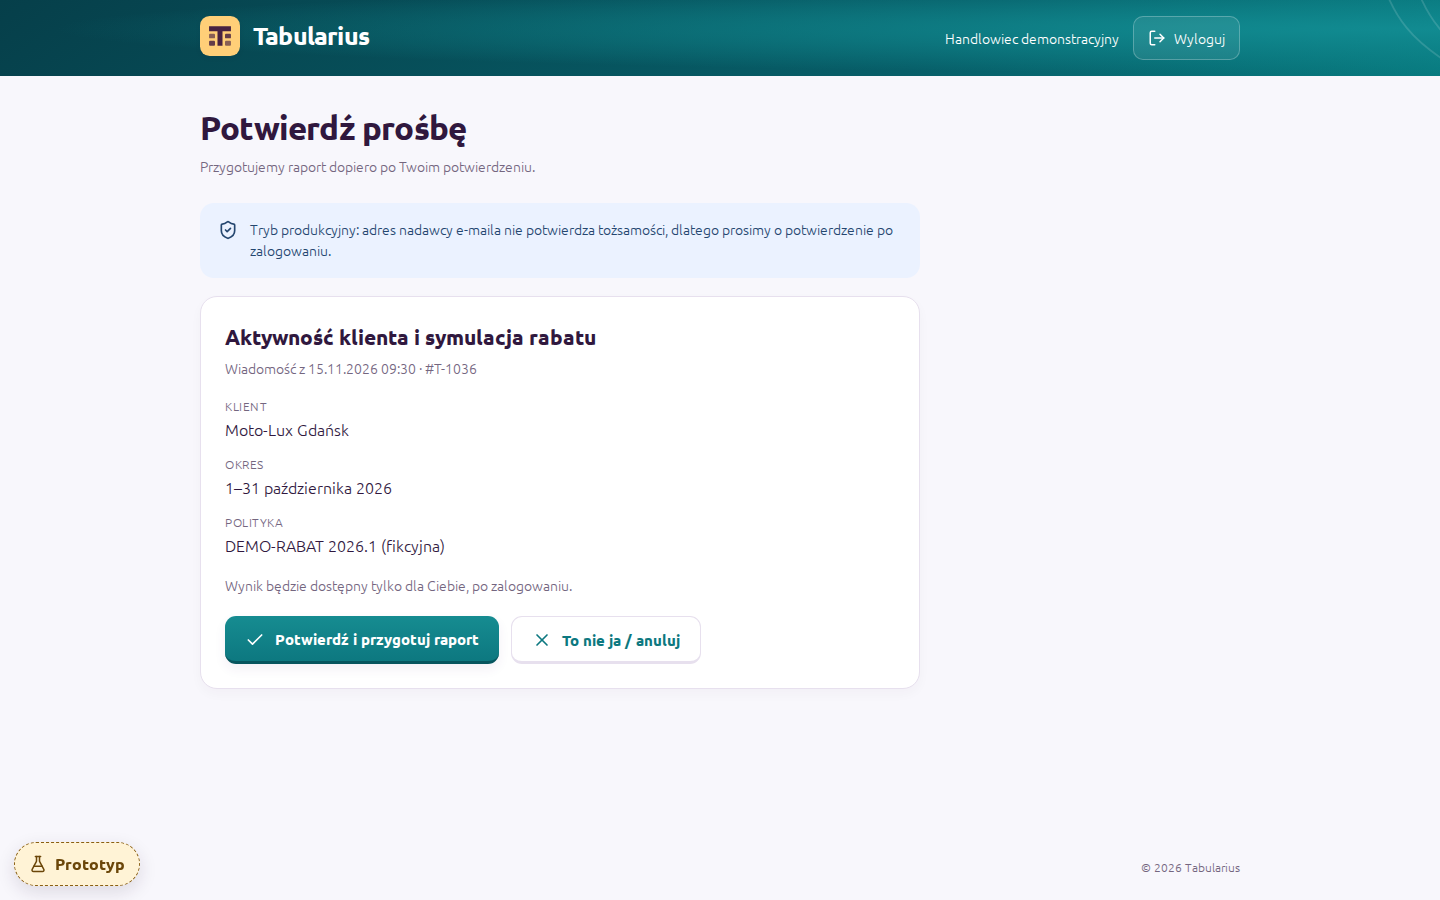 Tabularius
Handlowiec demonstracyjny
Wyloguj
Potwierdź prośbę
Przygotujemy raport dopiero po Twoim potwierdzeniu.
Tryb produkcyjny: adres nadawcy e-maila nie potwierdza tożsamości, dlatego prosimy o potwierdzenie po
zalogowaniu.
Aktywność klienta i symulacja rabatu
Wiadomość z 15.11.2026 09:30 · #T-1036
KLIENT
Moto-Lux Gdańsk
OKRES
1–31 października 2026
POLITYKA
DEMO-RABAT 2026.1 (fikcyjna)
Wynik będzie dostępny tylko dla Ciebie, po zalogowaniu.
Potwierdź i przygotuj raport
To nie ja / anuluj
Prototyp
© 2026 Tabularius